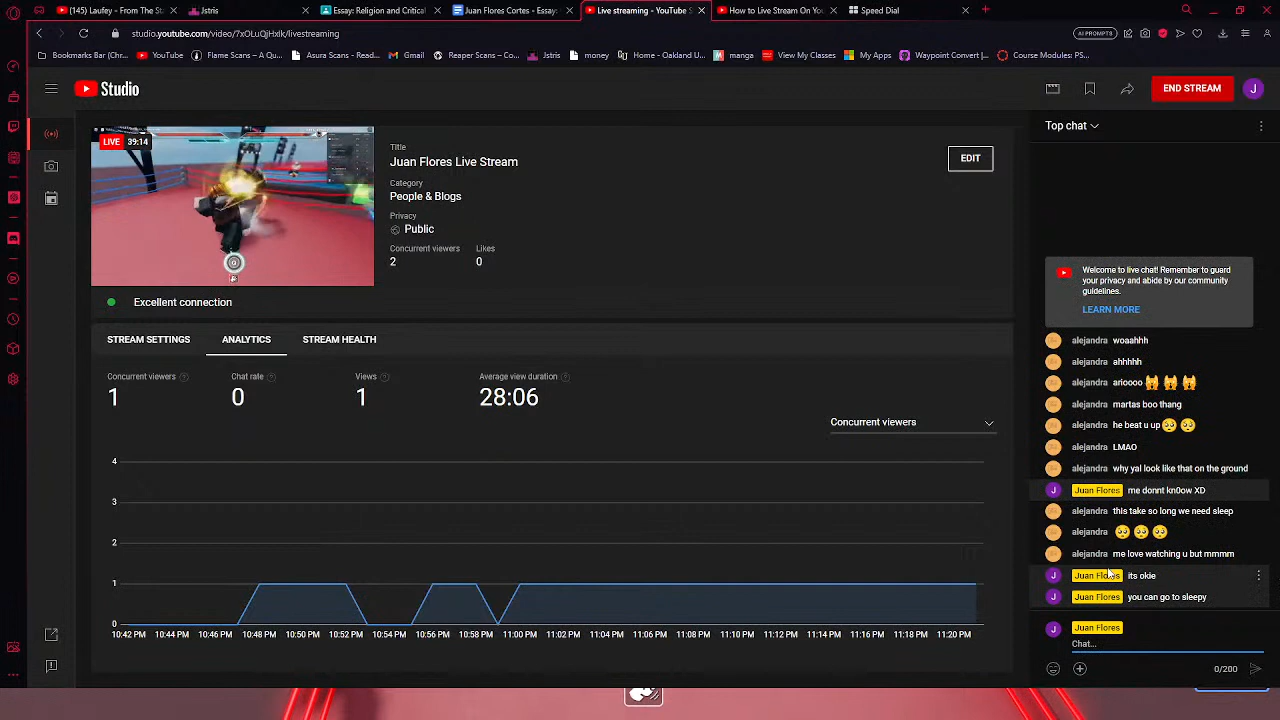 (145) Laufey - From The Sta
Jstris
Essay: Religion and Critical
Juan Flores Cortes - Essay:
Live streaming - YouTube S
How to Live Stream On You
Speed Dial
studio.youtube.com/video/7xOLuQjHxlk/livestreaming
AI PROMPTS
Bookmarks Bar (Chr...
YouTube
Flame Scans – A Qu...
Asura Scans – Read...
Gmail
Reaper Scans – Co...
Jstris
money
Home - Oakland U...
manga
View My Classes
My Apps
Waypoint Convert |...
Course Modules: PS...
Studio
END STREAM
J
LIVE 39:14
Title
Juan Flores Live Stream
EDIT
Category
People & Blogs
Privacy
Public
Concurrent viewers
Likes
2
0
Excellent connection
STREAM SETTINGS
ANALYTICS
STREAM HEALTH
Concurrent viewers
Chat rate
Views
Average view duration
1
0
1
28:06
Concurrent viewers
4
3
2
1
0
10:42 PM 10:44 PM 10:46 PM 10:48 PM 10:50 PM 10:52 PM 10:58 PM 11:00 PM 11:02 PM 11:04 PM 11:06 PM 11:08 PM 11:10 PM 11:12 PM 11:14 PM 11:16 PM 11:18 PM 11:20 PM
Top chat
Welcome to live chat! Remember to guard
your privacy and abide by our community
guidelines.
LEARN MORE
alejandra woaahhh
alejandra ahhhhh
alejandra arioooo
alejandra martas boo thang
alejandra he beat u up
alejandra LMAO
alejandra why yal look like that on the ground
J Juan Flores me donnt kn0ow XD
alejandra this take so long we need sleep
alejandra
alejandra me love watching u but mmmm
J Juan Flores its okie
J Juan Flores you can go to sleepy
J Juan Flores
Chat...
0/200